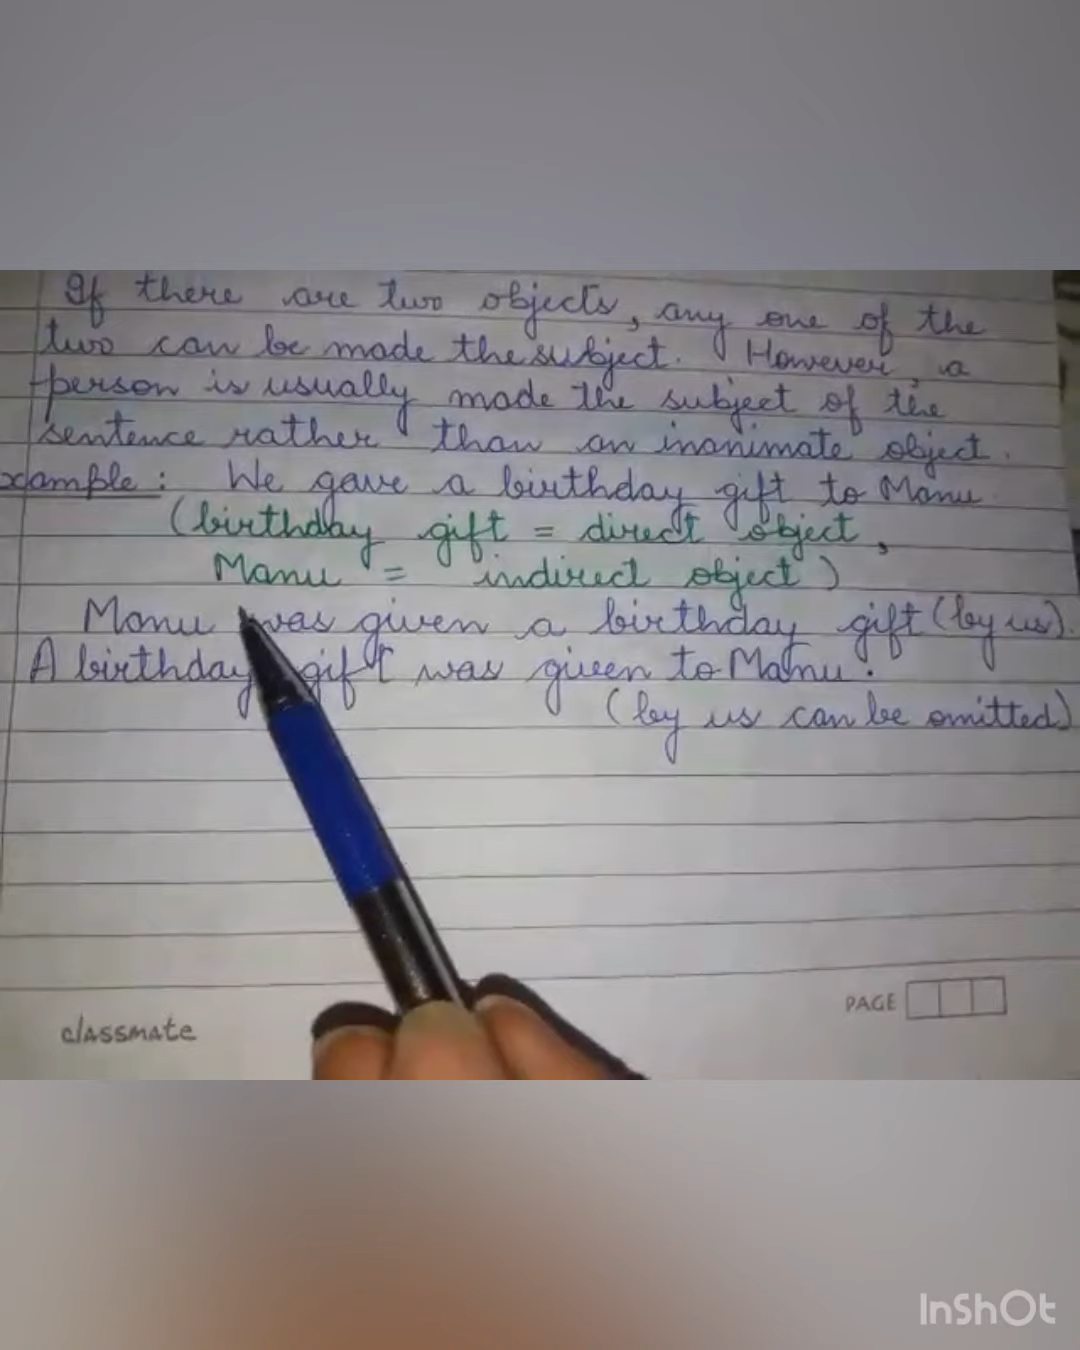 If there are two objects, any one of the
two can be made the subject. However, a
person is usually made the subject of the
sentence rather than an inanimate object.
xample: We gave a birthday gift to Manu.
(birthday gift = direct object,
Manu = indirect object)
Manu was given a birthday gift (by us).
A birthday gift was given to Manu.
(by us can be omitted)
PAGE
classmate
InShOt